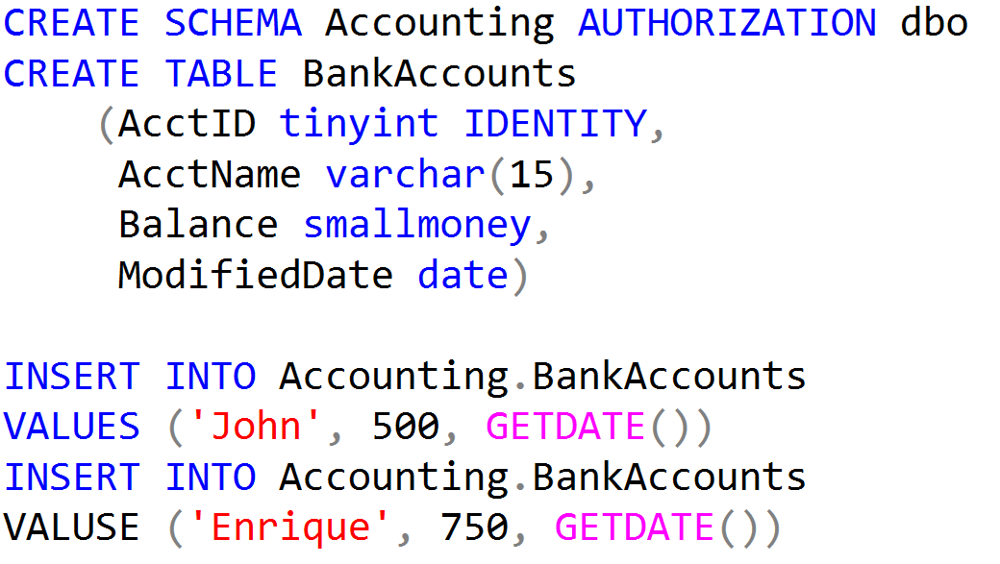 CREATE SCHEMA Accounting AUTHORIZATION dbo
CREATE TABLE BankAccounts
(AcctID tinyint IDENTITY,
AcctName varchar(15),
Balance smallmoney,
ModifiedDate date)
INSERT INTO Accounting.BankAccounts
VALUES ('John', 500, GETDATE())
INSERT INTO Accounting.BankAccounts
VALUSE ('Enrique', 750, GETDATE())